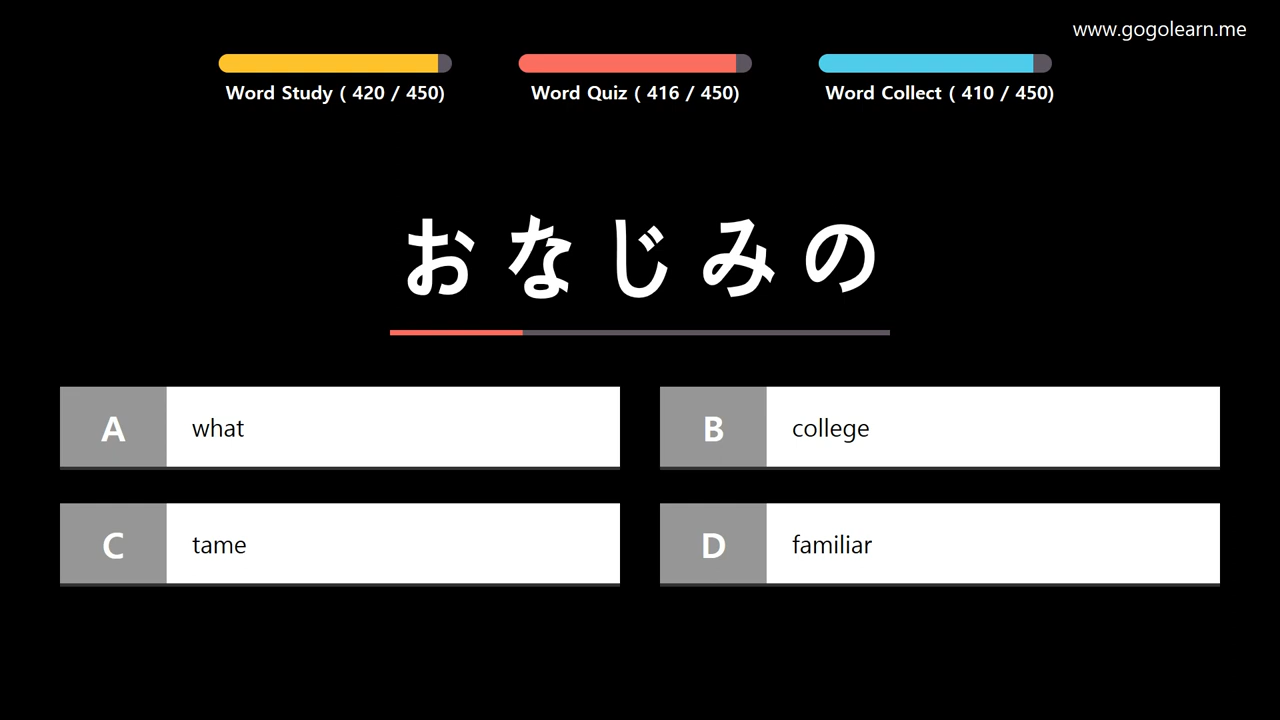 www.gogolearn.me
Word Study ( 420 / 450)
Word Quiz ( 416 / 450)
Word Collect ( 410 / 450)
おなじみの
A
what
B
college
C
tame
D
familiar